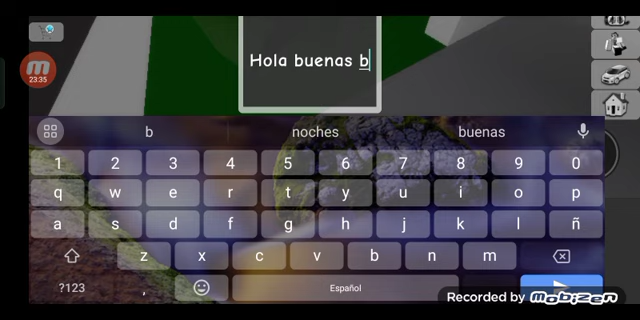 Hola buenas b
23:35
b noches buenas
1 2 3 4 5 6 7 8 9 0
q w e r t y u i o p
a s d f g h j k l ñ
z x c v b n m
?123 , Español
Recorded by Mobizen